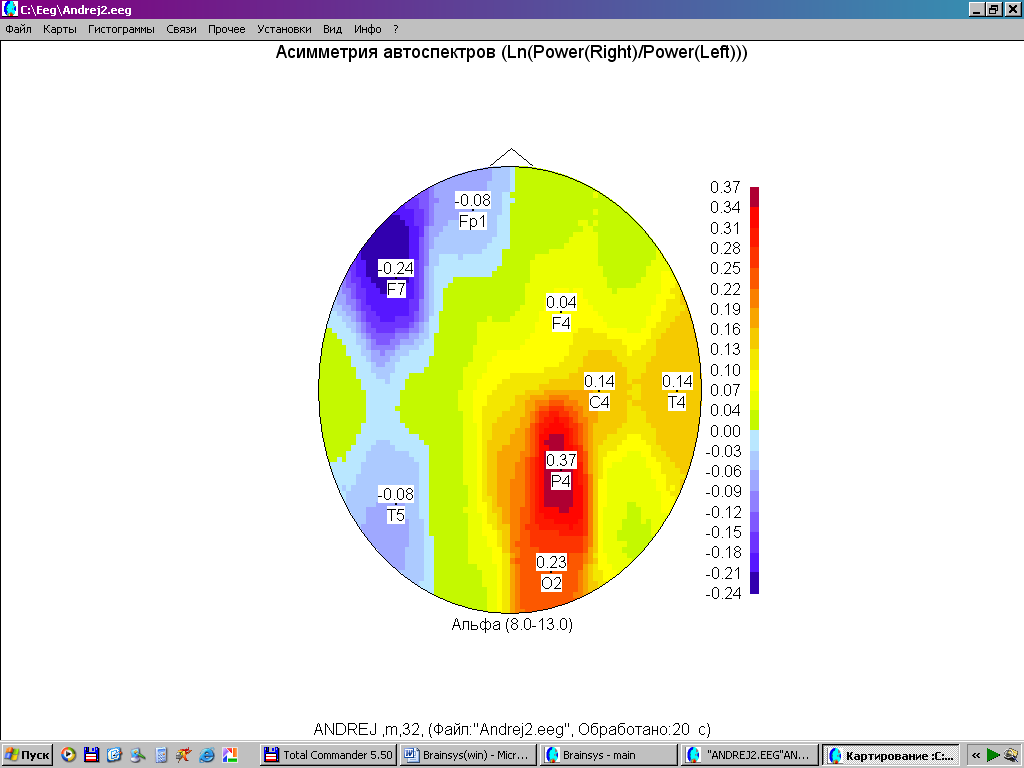 C:\Eeg\Andrej2.eeg
Файл Карты Гистограммы Связи Прочее Установки Вид Инфо ?
Асимметрия автоспектров (Ln(Power(Right)/Power(Left)))
-0.08
Fp1
-0.24
F7
0.04
F4
0.14
C4
0.14
T4
0.37
P4
-0.08
T5
0.23
O2
0.37
0.34
0.31
0.28
0.25
0.22
0.19
0.16
0.13
0.10
0.07
0.04
0.00
-0.03
-0.06
-0.09
-0.12
-0.15
-0.18
-0.21
-0.24
Альфа (8.0-13.0)
ANDREJ ,m,32, (Файл:"Andrej2.eeg", Обработано:20 с)
Пуск Total Commander 5.50 Brainsys(win) - Micr... Brainsys - main "ANDREJ2.EEG"AN... Картирование :C:... «